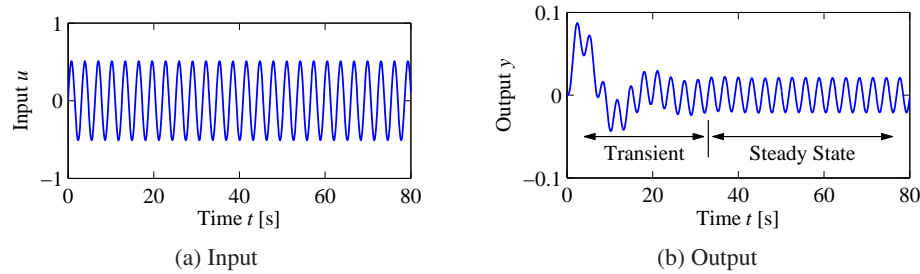 1
0
−1
Input u
0
20
40
60
80
Time t [s]
(a) Input
0.1
0
−0.1
Output y
Transient
Steady State
0
20
40
60
80
Time t [s]
(b) Output